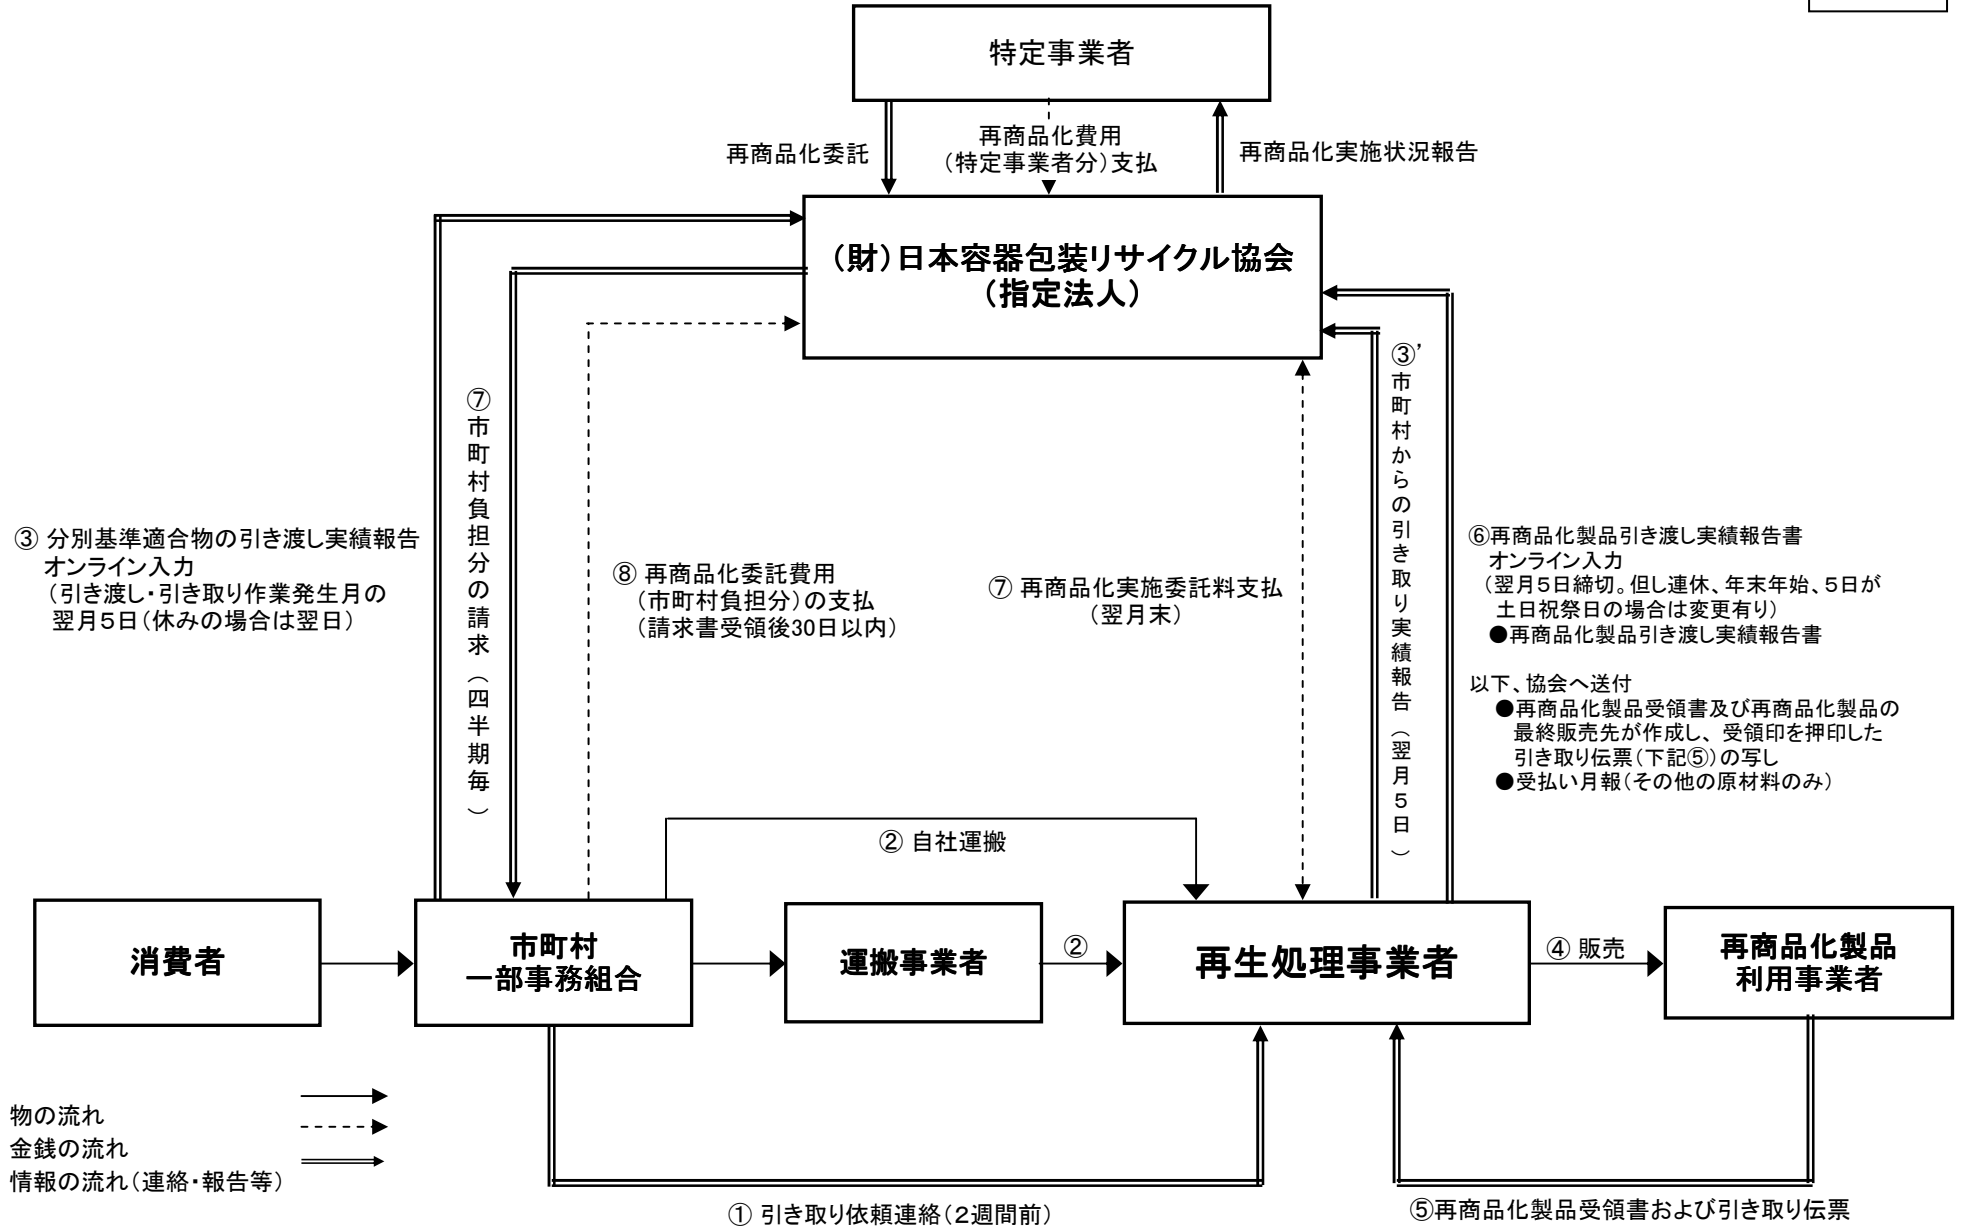 特定事業者
再商品化委託
再商品化費用
（特定事業者分）支払
再商品化実施状況報告
（財）日本容器包装リサイクル協会
（指定法人）
⑦市町村負担分の請求（四半期毎）
③’市町村からの引き取り実績報告（翌月５日）
③ 分別基準適合物の引き渡し実績報告
オンライン入力
（引き渡し・引き取り作業発生月の
翌月５日（休みの場合は翌日）
⑧ 再商品化委託費用
（市町村負担分）の支払
（請求書受領後30日以内）
⑦ 再商品化実施委託料支払
（翌月末）
⑥再商品化製品引き渡し実績報告書
オンライン入力
（翌月５日締切。但し連休、年末年始、５日が
土日祝祭日の場合は変更有り）
●再商品化製品引き渡し実績報告書
以下、協会へ送付
●再商品化製品受領書及び再商品化製品の
最終販売先が作成し、受領印を押印した
引き取り伝票（下記⑤）の写し
●受払い月報（その他の原材料のみ）
② 自社運搬
消費者
市町村
一部事務組合
運搬事業者
②
再生処理事業者
④ 販売
再商品化製品
利用事業者
物の流れ
金銭の流れ
情報の流れ（連絡・報告等）
① 引き取り依頼連絡（２週間前）
⑤再商品化製品受領書および引き取り伝票